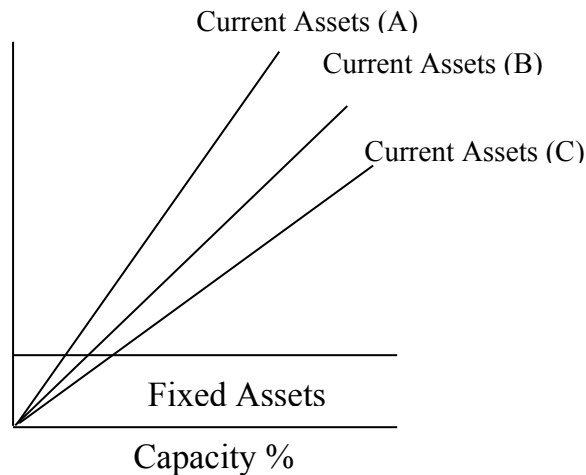 Current Assets (A)
Current Assets (B)
Current Assets (C)
Fixed Assets
Capacity %